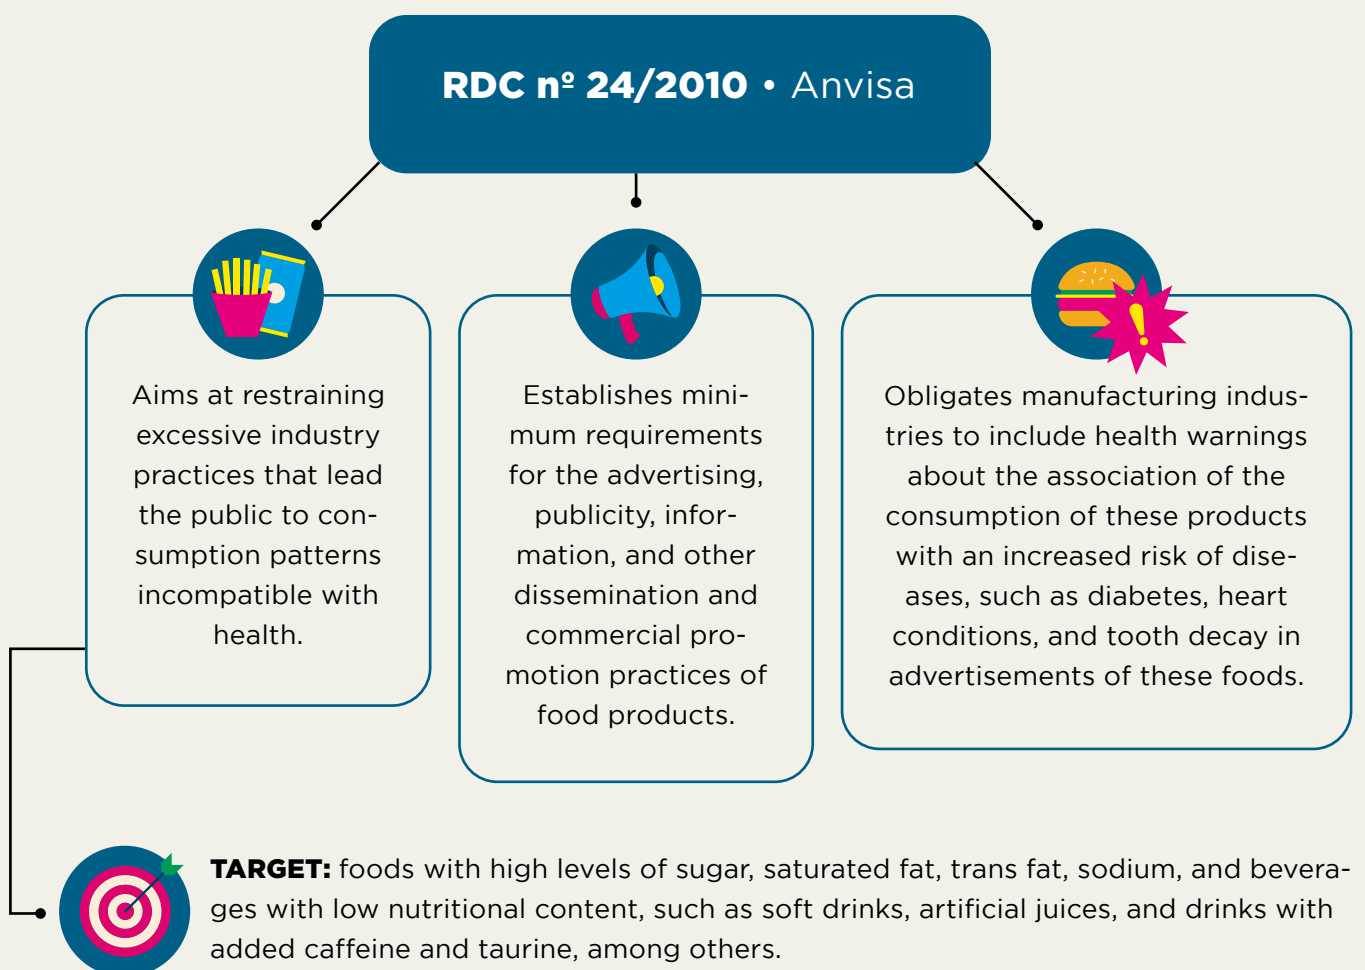 RDC nº 24/2010 • Anvisa
Aims at restraining
excessive industry
practices that lead
the public to con-
sumption patterns
incompatible with
health.
Establishes mini-
mum requirements
for the advertising,
publicity, infor-
mation, and other
dissemination and
commercial pro-
motion practices of
food products.
Obligates manufacturing indus-
tries to include health warnings
about the association of the
consumption of these products
with an increased risk of dise-
ases, such as diabetes, heart
conditions, and tooth decay in
advertisements of these foods.
TARGET: foods with high levels of sugar, saturated fat, trans fat, sodium, and bevera-
ges with low nutritional content, such as soft drinks, artificial juices, and drinks with
added caffeine and taurine, among others.